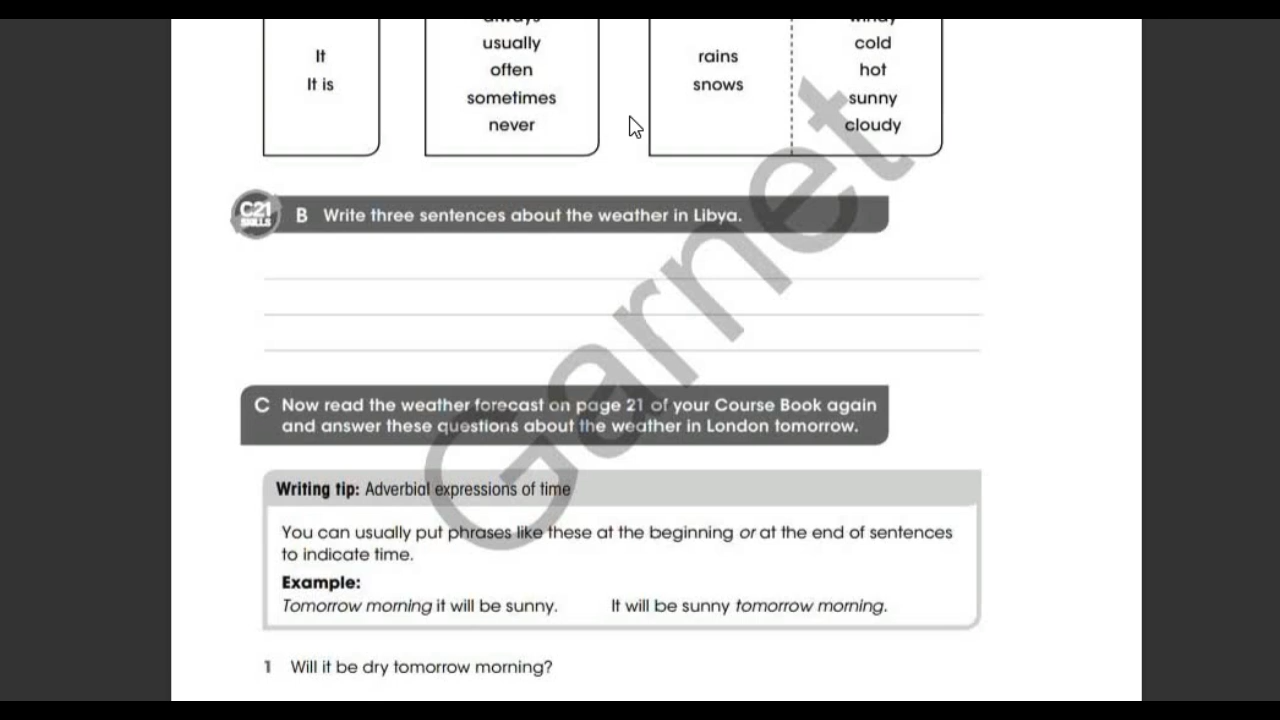 always
windy
It
It is
usually
often
sometimes
never
rains
snows
cold
hot
sunny
cloudy
C21
SKILLS
B Write three sentences about the weather in Libya.
C Now read the weather forecast on page 21 of your Course Book again
and answer these questions about the weather in London tomorrow.
Writing tip: Adverbial expressions of time
You can usually put phrases like these at the beginning or at the end of sentences
to indicate time.
Example:
Tomorrow morning it will be sunny. It will be sunny tomorrow morning.
1 Will it be dry tomorrow morning?
Garnet